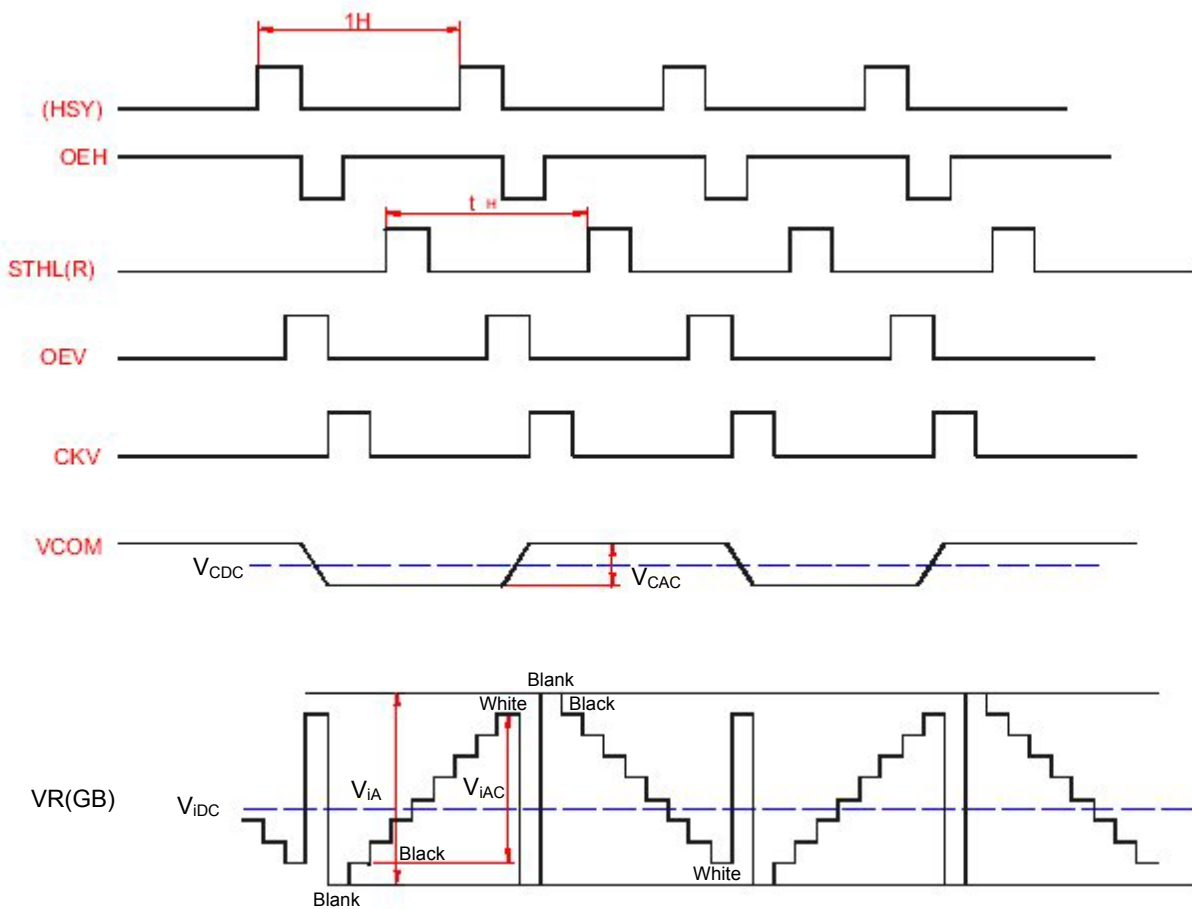 1H
(HSY)
OEH
t H
STHL(R)
OEV
CKV
VCOM
VCDC
VCAC
Blank
White
Black
VR(GB)
ViDC
ViA
ViAC
Black
White
Blank